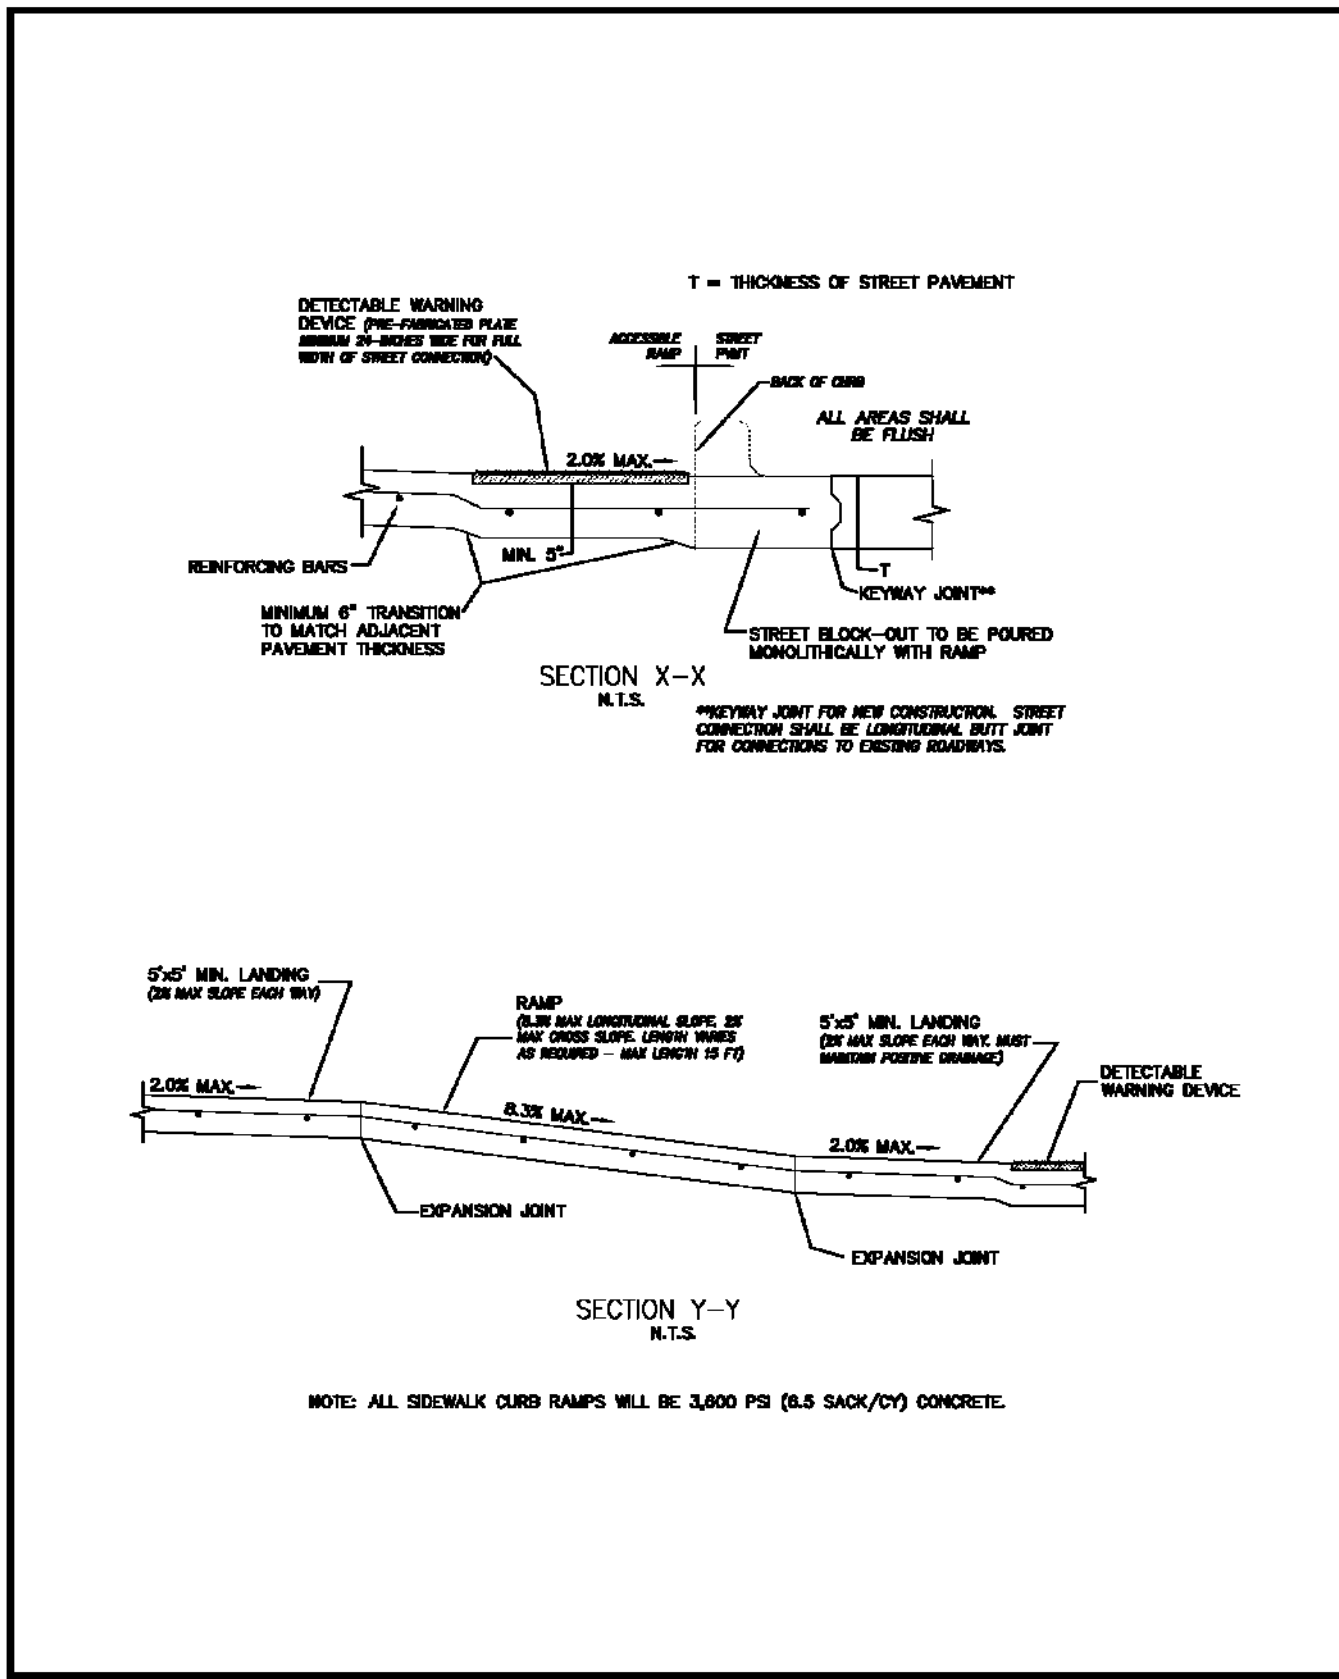 T = THICKNESS OF STREET PAVEMENT
DETECTABLE WARNING
DEVICE (PRE-FABRICATED PLATE
MINIMUM 24-INCHES WIDE FOR FULL
WIDTH OF STREET CONNECTION)
ACCESSIBLE
RAMP
STREET
PVMT
BACK OF CURB
ALL AREAS SHALL
BE FLUSH
2.0% MAX.
REINFORCING BARS
MIN. 5"
T
KEYWAY JOINT**
MINIMUM 6" TRANSITION
TO MATCH ADJACENT
PAVEMENT THICKNESS
STREET BLOCK-OUT TO BE POURED
MONOLITHICALLY WITH RAMP
SECTION X-X
N.T.S.
**KEYWAY JOINT FOR NEW CONSTRUCTION. STREET
CONNECTION SHALL BE LONGITUDINAL BUTT JOINT
FOR CONNECTIONS TO EXISTING ROADWAYS.
5'x5' MIN. LANDING
(2% MAX SLOPE EACH WAY)
RAMP
(8.3% MAX LONGITUDINAL SLOPE, 2%
MAX CROSS SLOPE. LENGTH VARIES
AS REQUIRED - MAX LENGTH 15 FT)
5'x5' MIN. LANDING
(2% MAX SLOPE EACH WAY. MUST
MAINTAIN POSITIVE DRAINAGE)
DETECTABLE
WARNING DEVICE
2.0% MAX.
8.3% MAX.
2.0% MAX.
EXPANSION JOINT
EXPANSION JOINT
SECTION Y-Y
N.T.S.
NOTE: ALL SIDEWALK CURB RAMPS WILL BE 3,600 PSI (6.5 SACK/CY) CONCRETE.